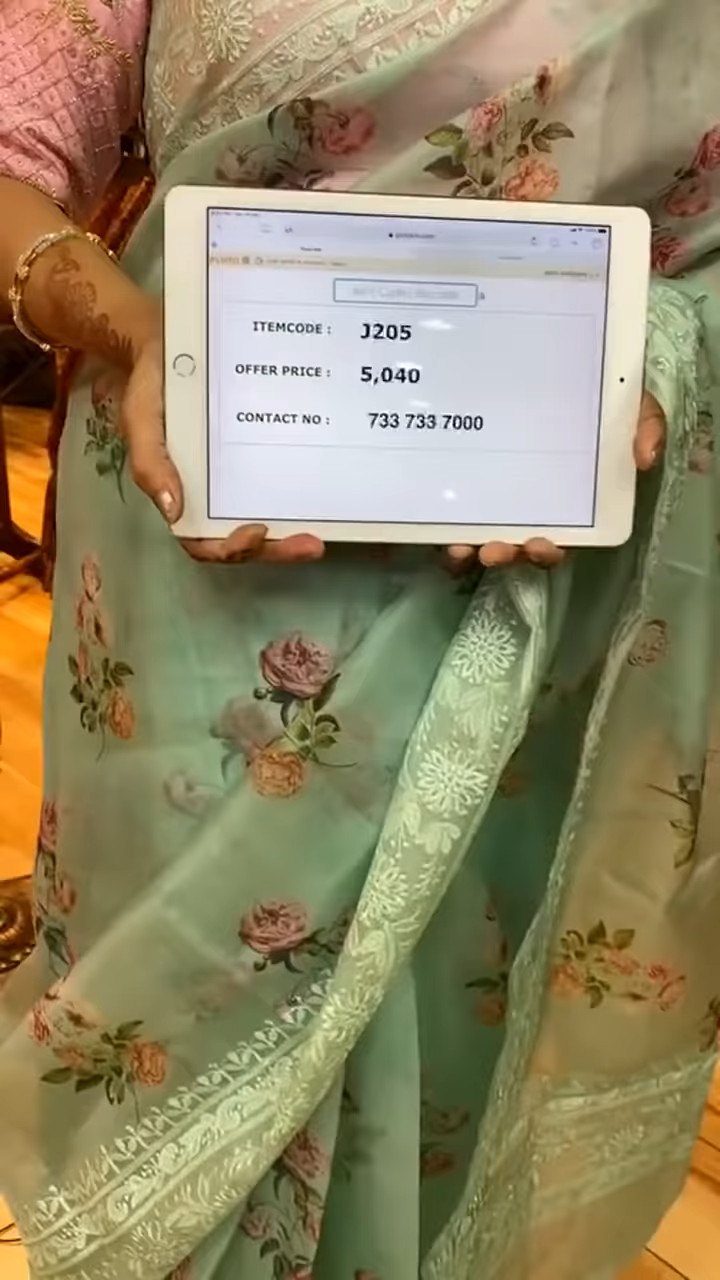 ITEMCODE : J205
OFFER PRICE : 5,040
CONTACT NO : 733 733 7000